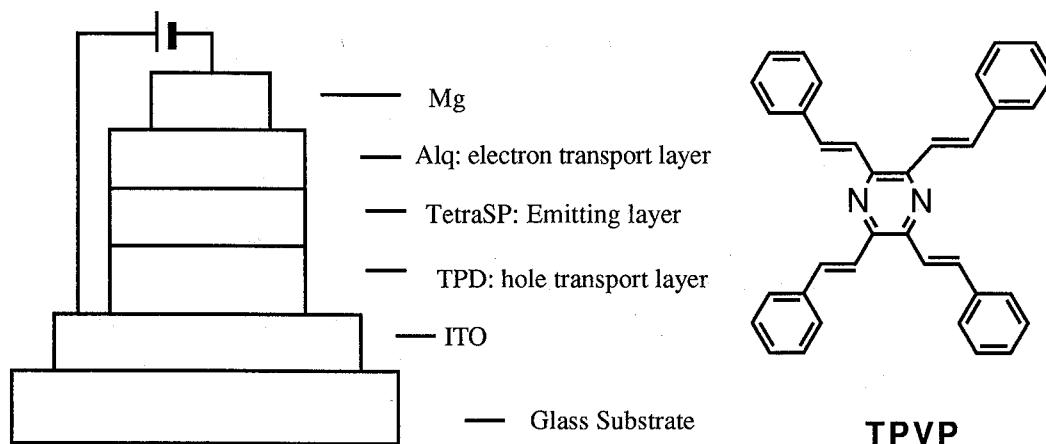 Mg
Alq: electron transport layer
TetraSP: Emitting layer
TPD: hole transport layer
ITO
Glass Substrate
N
N
TPVP